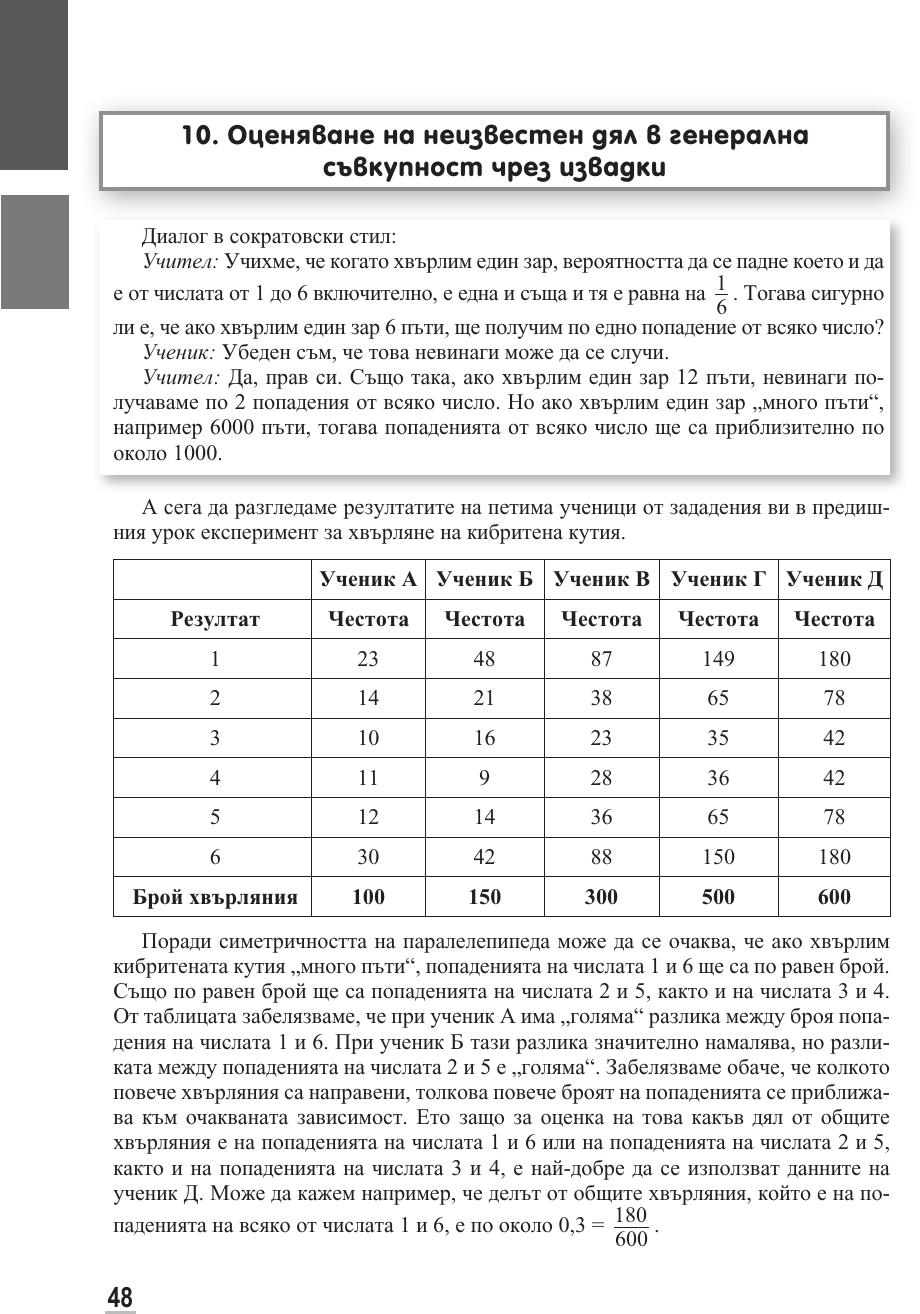 10. Оценяване на неизвестен дял в генерална
съвкупност чрез извадки
Диалог в сократовски стил:
Учител: Учихме, че когато хвърлим един зар, вероятността да се падне което и да
е от числата от 1 до 6 включително, е една и съща и тя е равна на 1/6. Тогава сигурно
ли е, че ако хвърлим един зар 6 пъти, ще получим по едно попадение от всяко число?
Ученик: Убеден съм, че това невинаги може да се случи.
Учител: Да, прав си. Също така, ако хвърлим един зар 12 пъти, невинаги по-
лучаваме по 2 попадения от всяко число. Но ако хвърлим един зар „много пъти“,
например 6000 пъти, тогава попаденията от всяко число ще са приблизително по
около 1000.
А сега да разгледаме резултатите на петима ученици от зададения ви в предиш-
ния урок експеримент за хвърляне на кибритена кутия.
Ученик А Ученик Б Ученик В Ученик Г Ученик Д
Резултат Честота Честота Честота Честота Честота
1 23 48 87 149 180
2 14 21 38 65 78
3 10 16 23 35 42
4 11 9 28 36 42
5 12 14 36 65 78
6 30 42 88 150 180
Брой хвърляния 100 150 300 500 600
Поради симетричността на паралелепипеда може да се очаква, че ако хвърлим
кибритената кутия „много пъти“, попаденията на числата 1 и 6 ще са по равен брой.
Също по равен брой ще са попаденията на числата 2 и 5, както и на числата 3 и 4.
От таблицата забелязваме, че при ученик А има „голяма“ разлика между броя попа-
дения на числата 1 и 6. При ученик Б тази разлика значително намалява, но разли-
ката между попаденията на числата 2 и 5 е „голяма“. Забелязваме обаче, че колкото
повече хвърляния са направени, толкова повече броят на попаденията се приближа-
ва към очакваната зависимост. Ето защо за оценка на това какъв дял от общите
хвърляния е на попаденията на числата 1 и 6 или на попаденията на числата 2 и 5,
както и на попаденията на числата 3 и 4, е най-добре да се използват данните на
ученик Д. Може да кажем например, че делът от общите хвърляния, който е на по-
паденията на всяко от числата 1 и 6, е по около 0,3 = 180/600.
48